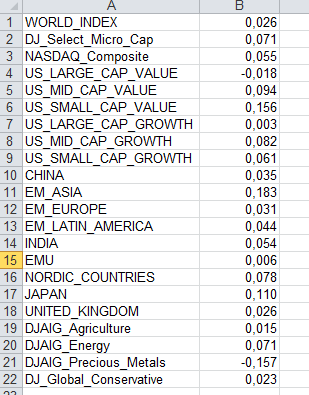 A B
1 WORLD_INDEX 0,026
2 DJ_Select_Micro_Cap 0,071
3 NASDAQ_Composite 0,055
4 US_LARGE_CAP_VALUE -0,018
5 US_MID_CAP_VALUE 0,094
6 US_SMALL_CAP_VALUE 0,156
7 US_LARGE_CAP_GROWTH 0,003
8 US_MID_CAP_GROWTH 0,082
9 US_SMALL_CAP_GROWTH 0,061
10 CHINA 0,035
11 EM_ASIA 0,183
12 EM_EUROPE 0,031
13 EM_LATIN_AMERICA 0,044
14 INDIA 0,054
15 EMU 0,006
16 NORDIC_COUNTRIES 0,078
17 JAPAN 0,110
18 UNITED_KINGDOM 0,026
19 DJAIG_Agriculture 0,015
20 DJAIG_Energy 0,071
21 DJAIG_Precious_Metals -0,157
22 DJ_Global_Conservative 0,023